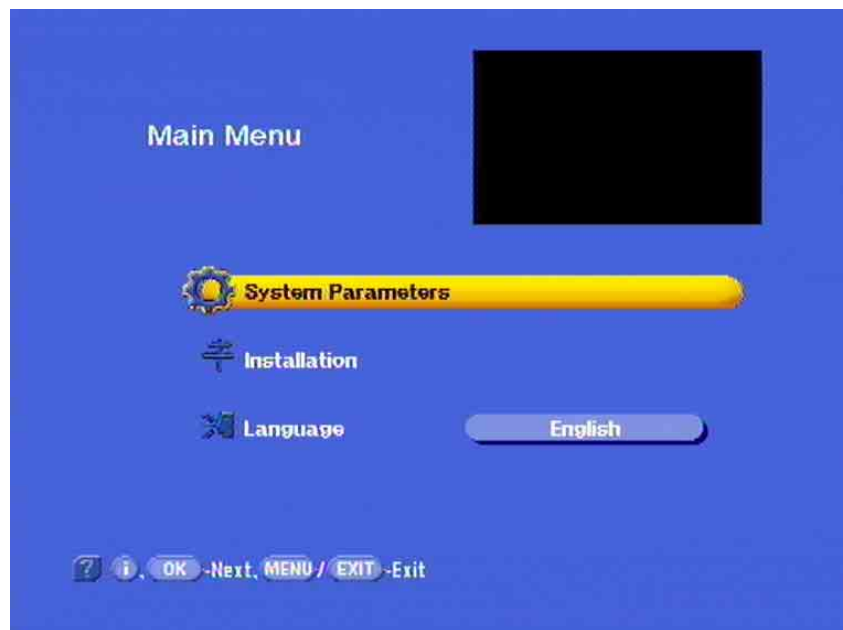 Main Menu
System Parameters
Installation
Language English
? i, OK -Next, MENU / EXIT -Exit